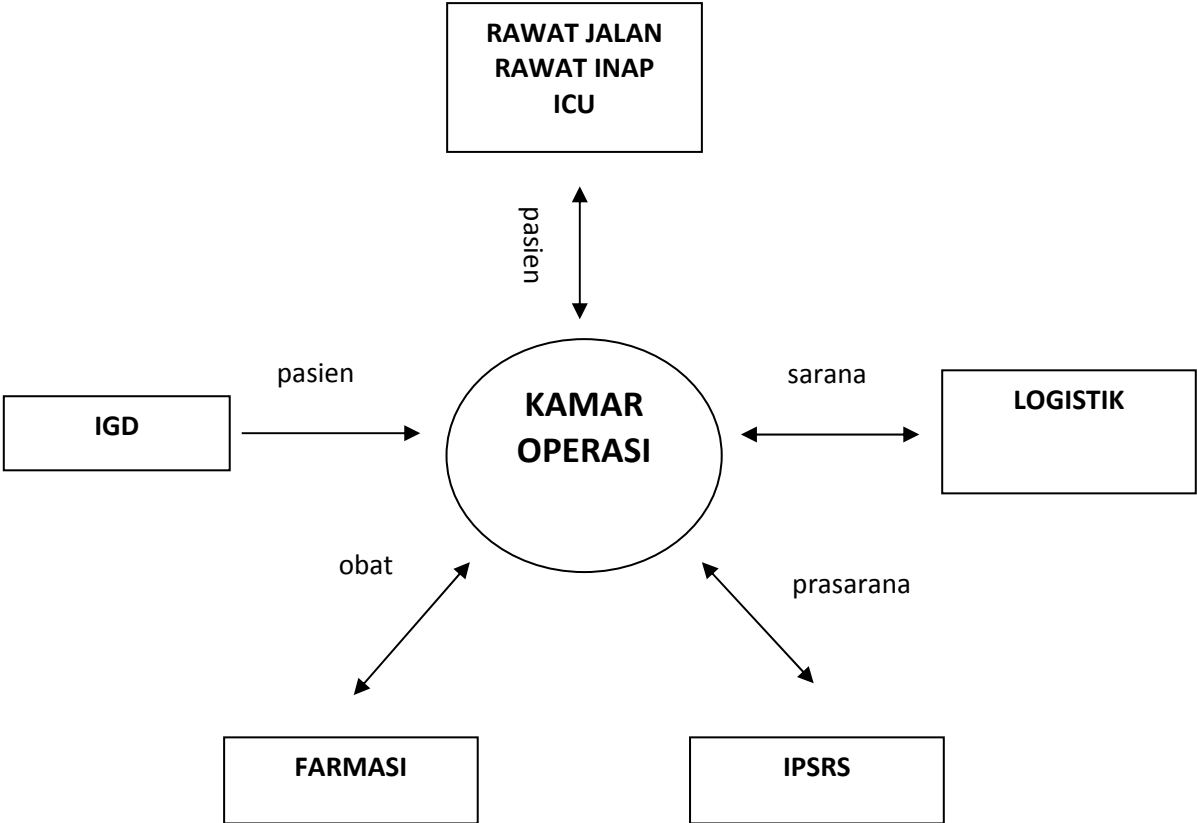 RAWAT JALAN
RAWAT INAP
ICU
pasien
pasien
sarana
IGD
KAMAR
OPERASI
LOGISTIK
obat
prasarana
FARMASI
IPSRS